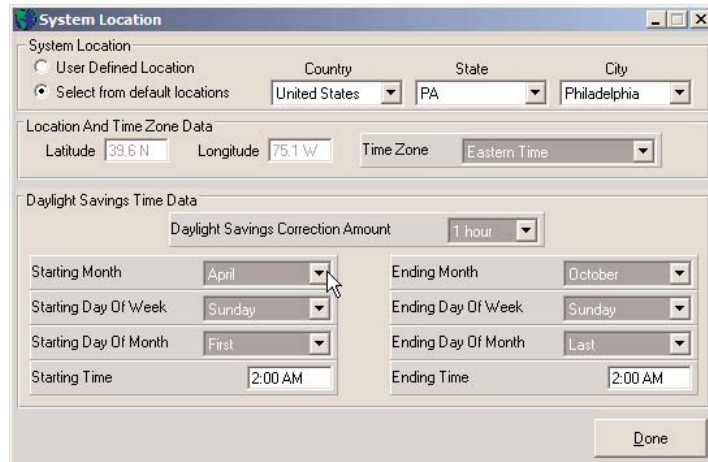 System Location
System Location
User Defined Location
Country
State
City
Select from default locations
United States
PA
Philadelphia
Location And Time Zone Data
Latitude 39.6 N Longitude 75.1 W Time Zone Eastern Time
Daylight Savings Time Data
Daylight Savings Correction Amount 1 hour
Starting Month April
Ending Month October
Starting Day Of Week Sunday
Ending Day Of Week Sunday
Starting Day Of Month First
Ending Day Of Month Last
Starting Time 2:00 AM
Ending Time 2:00 AM
Done